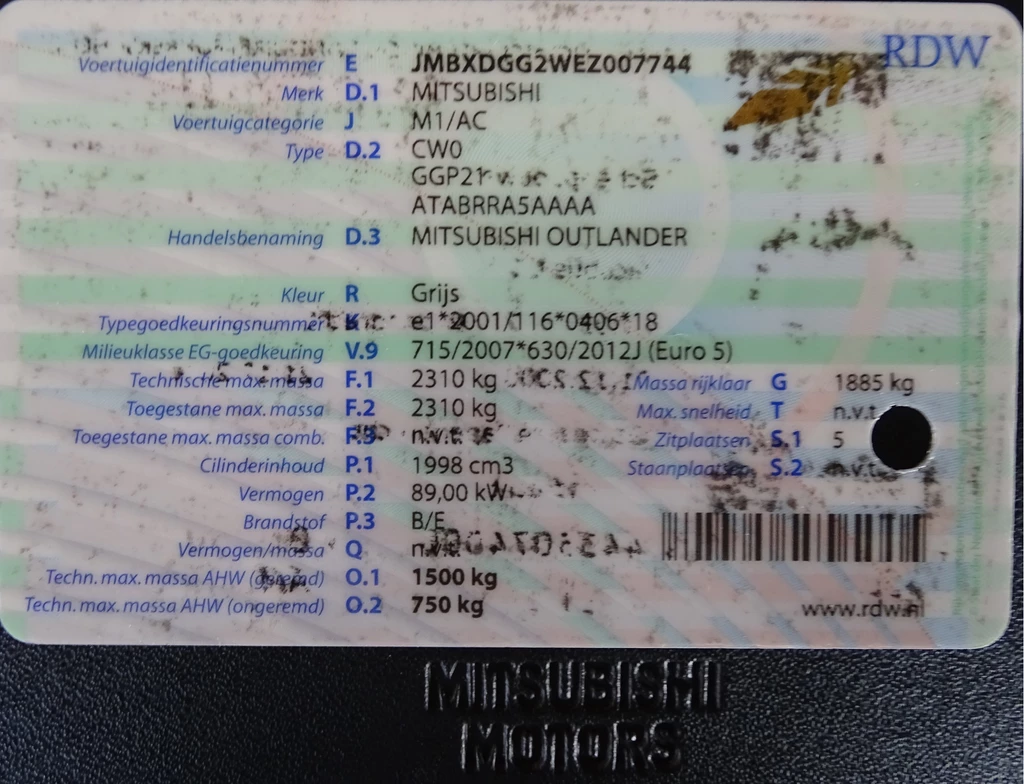 RDW
Voertuigidentificatienummer E JMBXDGG2WEZ007744
Merk D.1 MITSUBISHI
Voertuigcategorie J M1/AC
Type D.2 CW0
GGP21
ATABRRA5AAAA
Handelsbenaming D.3 MITSUBISHI OUTLANDER
Kleur R Grijs
Typegoedkeuringsnummer K e1*2001/116*0406*18
Milieuklasse EG-goedkeuring V.9 715/2007*630/2012J (Euro 5)
Technische max. massa F.1 2310 kg Massa rijklaar G 1885 kg
Toegestane max. massa F.2 2310 kg Max. snelheid T n.v.t.
Toegestane max. massa comb. F.3 n.v.t. Zitplaatsen S.1 5
Cilinderinhoud P.1 1998 cm3 Staanplaatsen S.2 n.v.t.
Vermogen P.2 89,00 kW
Brandstof P.3 B/E
Vermogen/massa Q n.v.t.
Techn. max. massa AHW (geremd) O.1 1500 kg
Techn. max. massa AHW (ongeremd) O.2 750 kg
www.rdw.nl
MITSUBISHI
MOTORS